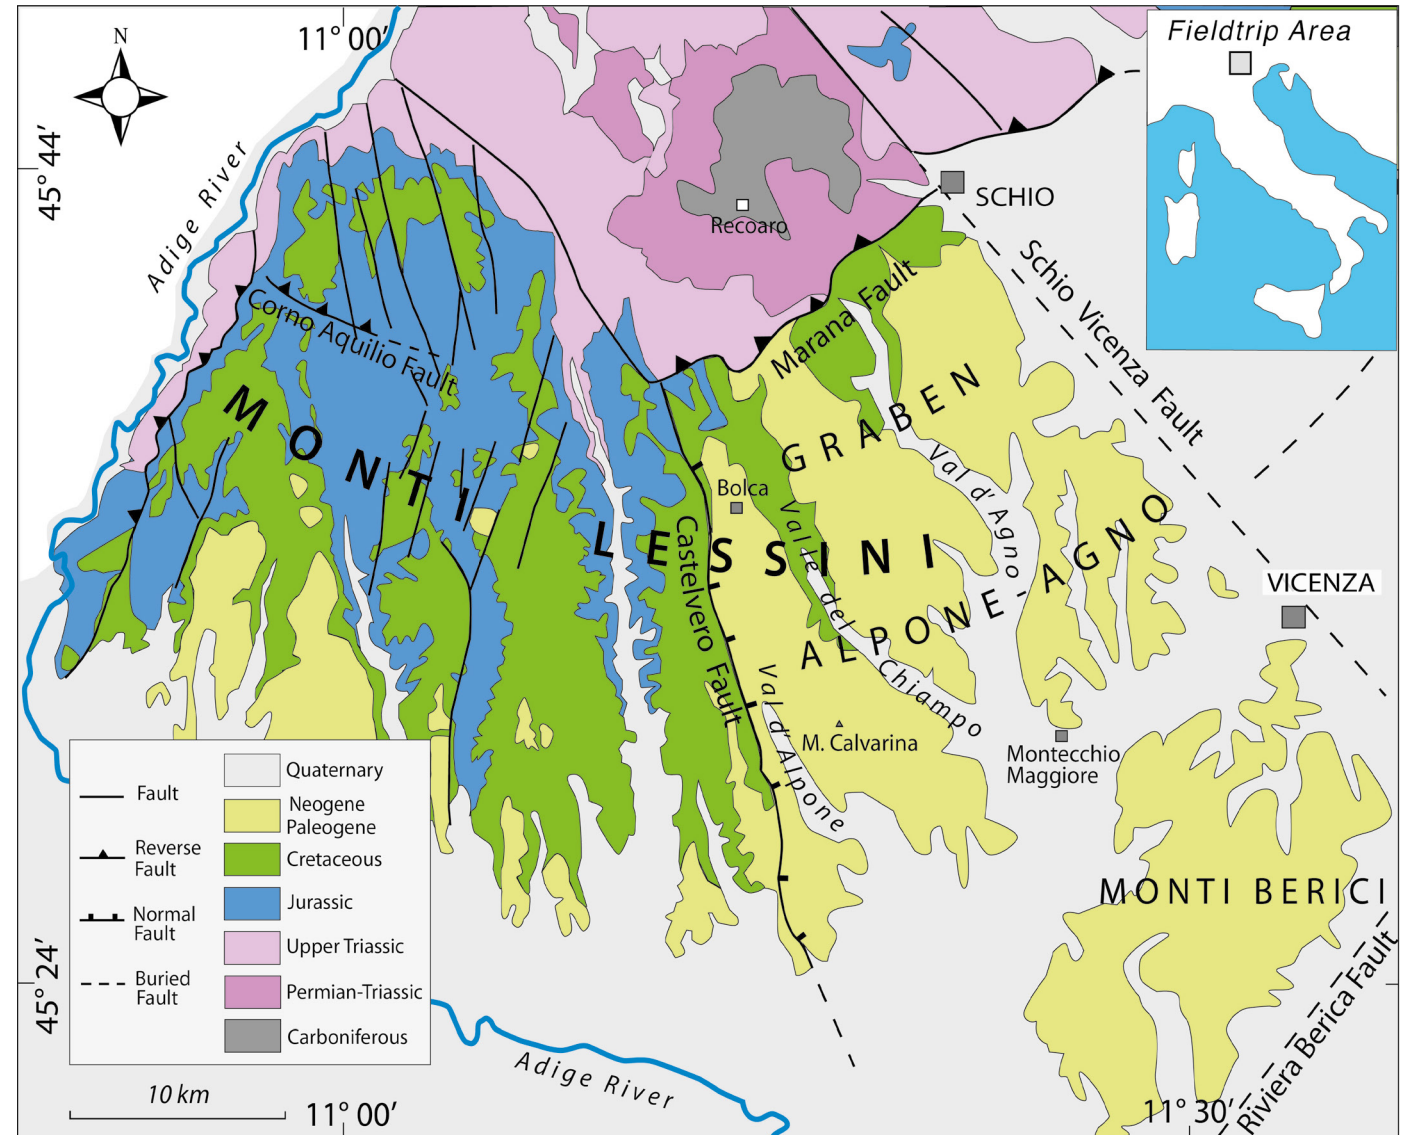 11° 00′
Fieldtrip Area
N
45° 44′
Adige River
SCHIO
Recoaro
Schio Vicenza Fault
Marana Fault
Corno Aquilio Fault
MONTI
LESSINI
GRABEN
ALPONE-AGNO
Val d'Agno
Bolca
Valle del Chiampo
Castelvero Fault
VICENZA
Val d'Alpone
M. Calvarina
Montecchio
Maggiore
MONTI BERICI
Riviera Berica Fault
Fault
Reverse
Fault
Normal
Fault
Buried
Fault
Quaternary
Neogene
Paleogene
Cretaceous
Jurassic
Upper Triassic
Permian-Triassic
Carboniferous
45° 24′
Adige River
10 km
11° 00′
11° 30′